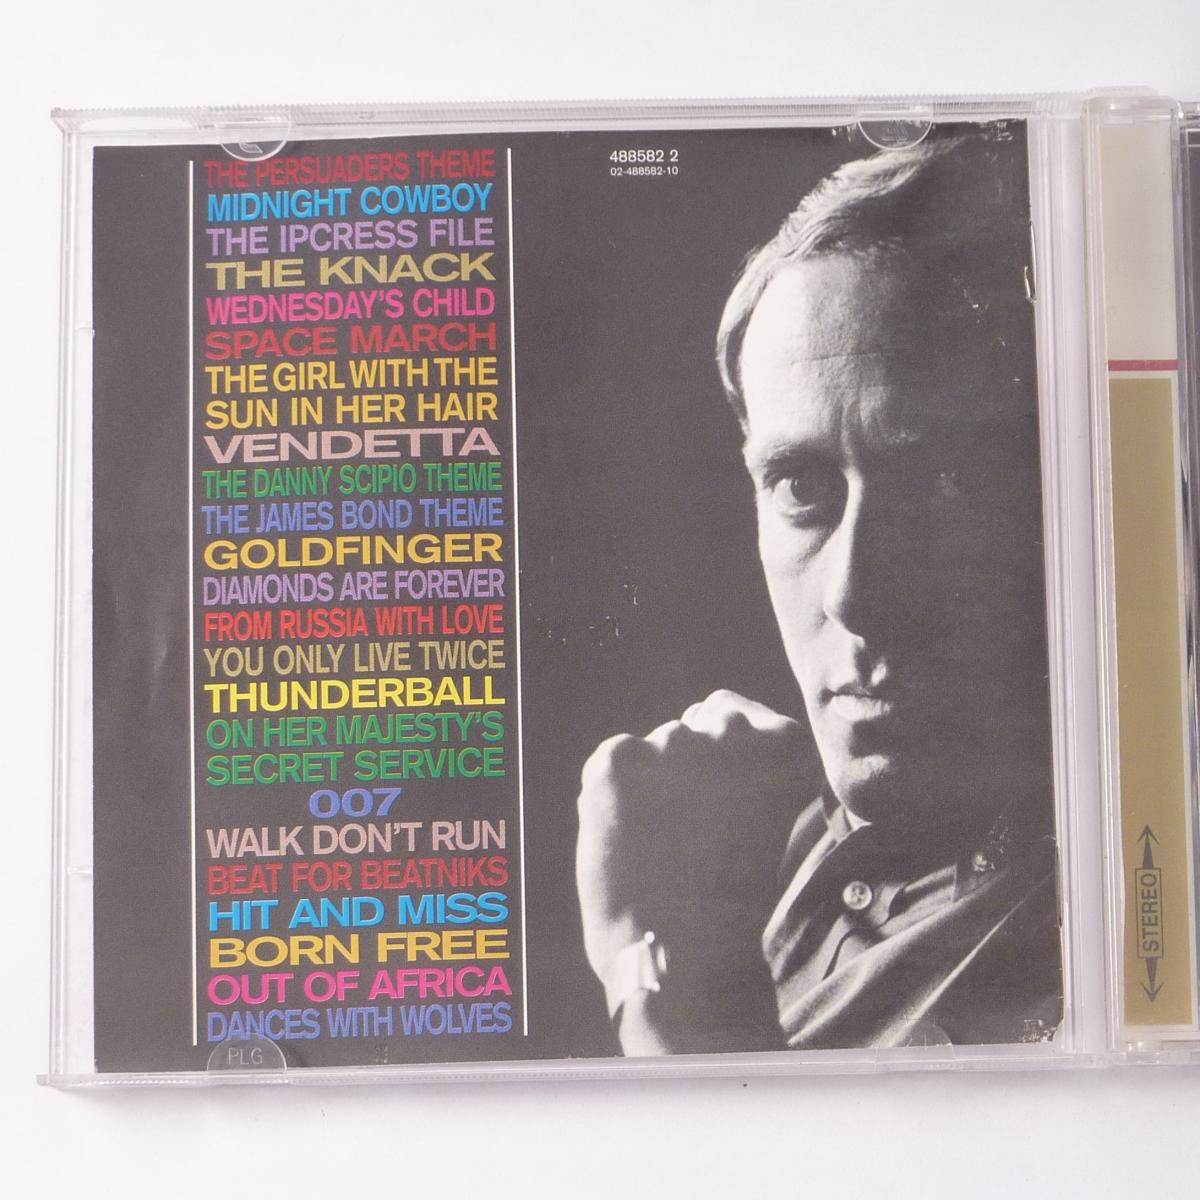 THE PERSUADERS THEME
MIDNIGHT COWBOY
THE IPCRESS FILE
THE KNACK
WEDNESDAY'S CHILD
SPACE MARCH
THE GIRL WITH THE
SUN IN HER HAIR
VENDETTA
THE DANNY SCIPIO THEME
THE JAMES BOND THEME
GOLDFINGER
DIAMONDS ARE FOREVER
FROM RUSSIA WITH LOVE
YOU ONLY LIVE TWICE
THUNDERBALL
ON HER MAJESTY'S
SECRET SERVICE
007
WALK DON'T RUN
BEAT FOR BEATNIKS
HIT AND MISS
BORN FREE
OUT OF AFRICA
DANCES WITH WOLVES
PLG
488582 2
02-488582-10
STEREO